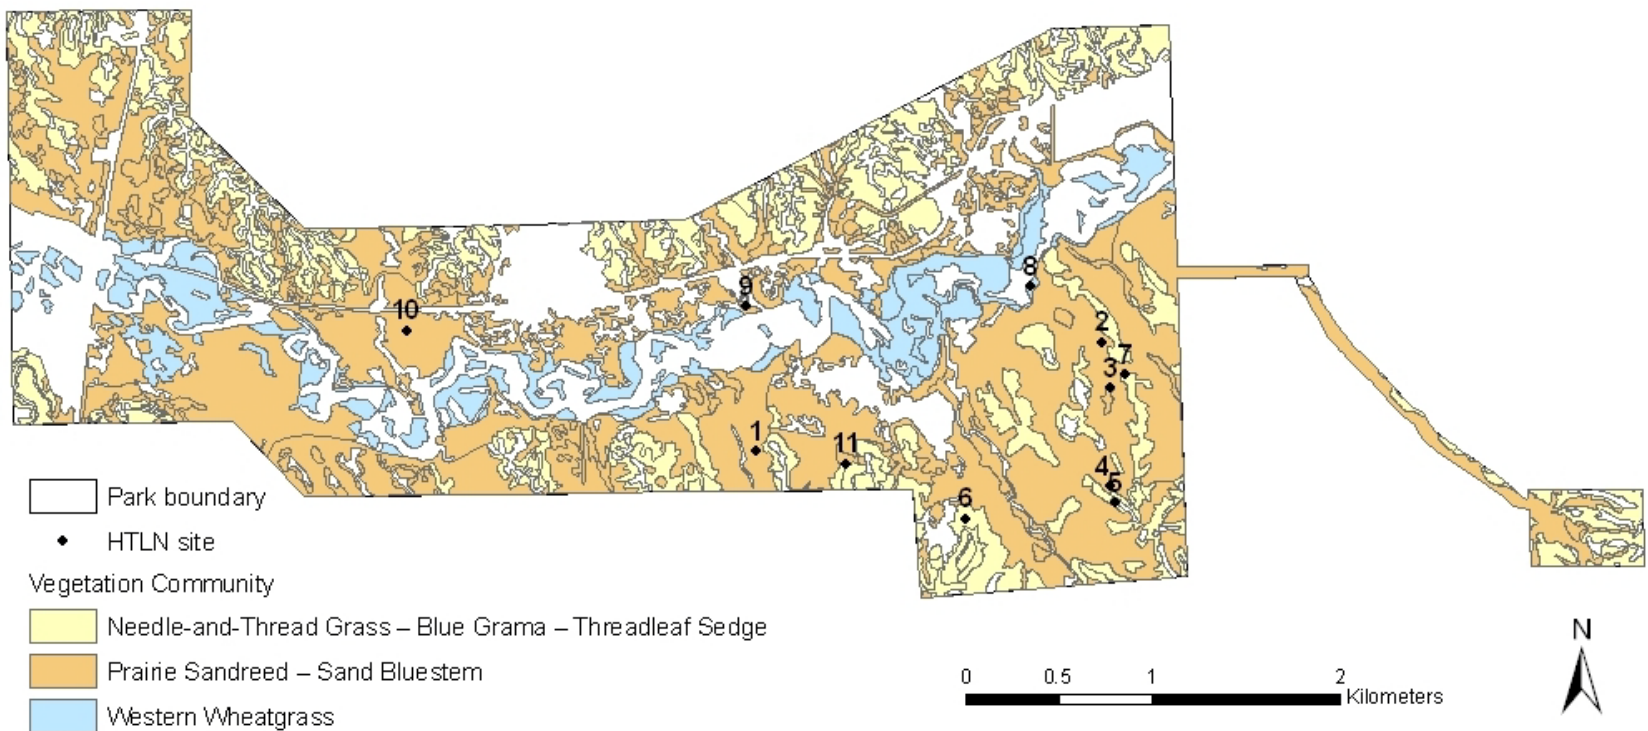 8
9
10
2
7
3
1
11
4
5
6
Park boundary
HTLN site
Vegetation Community
Needle-and-Thread Grass – Blue Grama – Threadleaf Sedge
Prairie Sandreed – Sand Bluestem
Western Wheatgrass
0 0.5 1 2
Kilometers
N